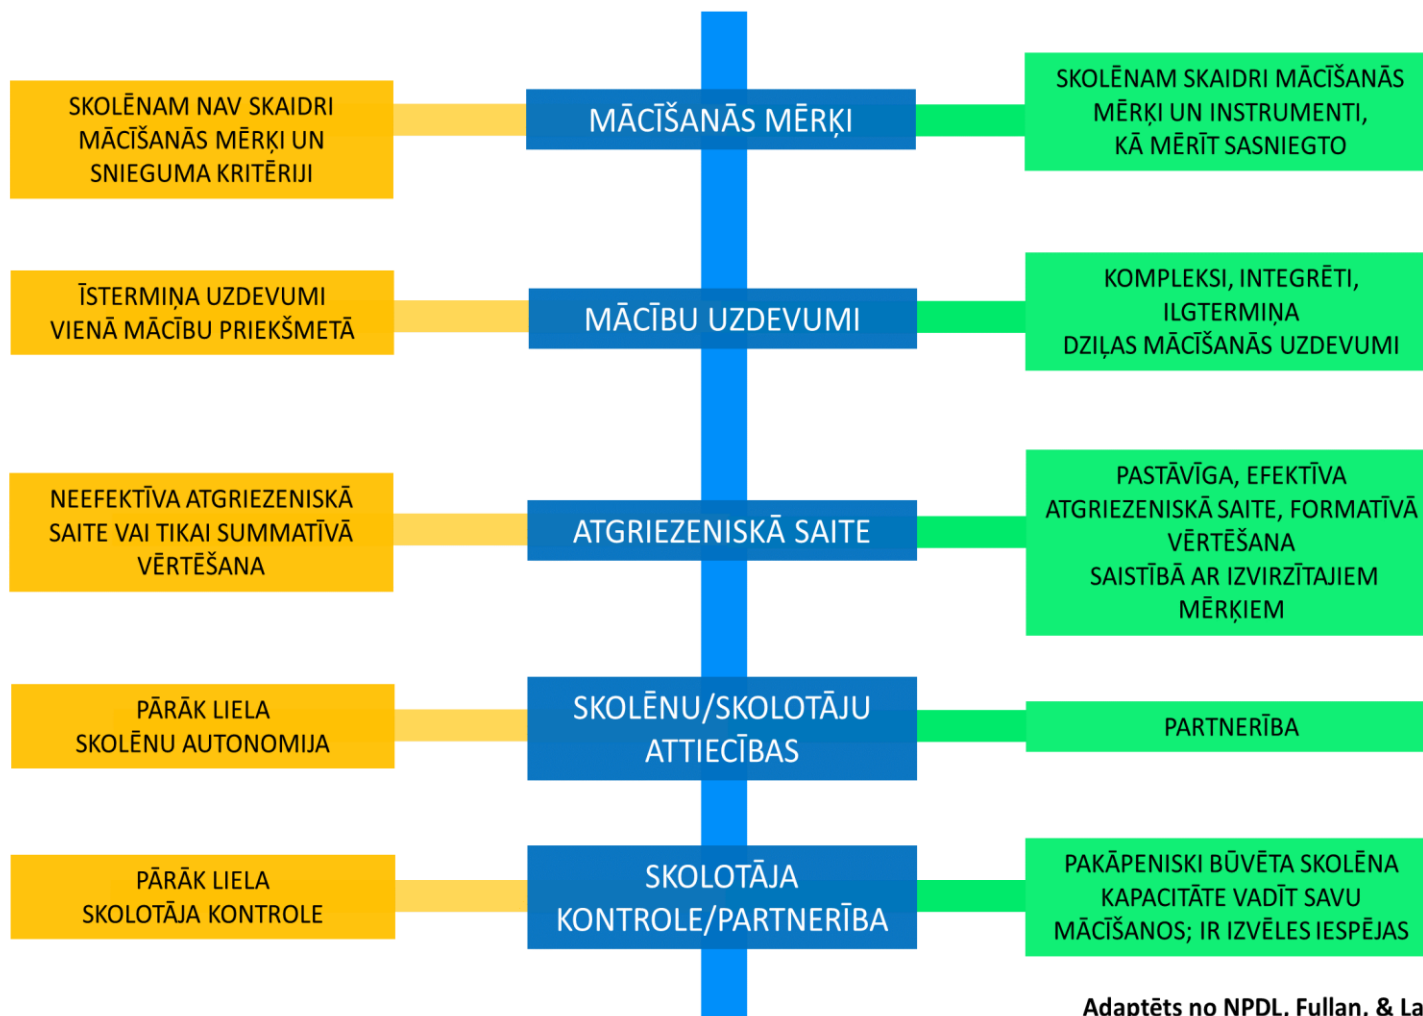 SKOLĒNAM NAV SKAIDRI
MĀCĪŠANĀS MĒRĶI UN
SNIEGUMA KRITĒRIJI
MĀCĪŠANĀS MĒRĶI
SKOLĒNAM SKAIDRI MĀCĪŠANĀS
MĒRĶI UN INSTRUMENTI,
KĀ MĒRĪT SASNIEGTO
ĪSTERMIŅA UZDEVUMI
VIENĀ MĀCĪBU PRIEKŠMETĀ
MĀCĪBU UZDEVUMI
KOMPLEKSI, INTEGRĒTI,
ILGTERMIŅA
DZIĻAS MĀCĪŠANĀS UZDEVUMI
NEEFEKTĪVA ATGRIEZENISKĀ
SAITE VAI TIKAI SUMMATĪVĀ
VĒRTĒŠANA
ATGRIEZENISKĀ SAITE
PASTĀVĪGA, EFEKTĪVA
ATGRIEZENISKĀ SAITE, FORMATĪVĀ
VĒRTĒŠANA
SAISTĪBĀ AR IZVIRZĪTAJIEM
MĒRĶIEM
PĀRĀK LIELA
SKOLĒNU AUTONOMIJA
SKOLĒNU/SKOLOTĀJU
ATTIECĪBAS
PARTNERĪBA
PĀRĀK LIELA
SKOLOTĀJA KONTROLE
SKOLOTĀJA
KONTROLE/PARTNERĪBA
PAKĀPENISKI BŪVĒTA SKOLĒNA
KAPACITĀTE VADĪT SAVU
MĀCĪŠANOS; IR IZVĒLES IESPĒJAS
Adaptēts no NPDL, Fullan, & La